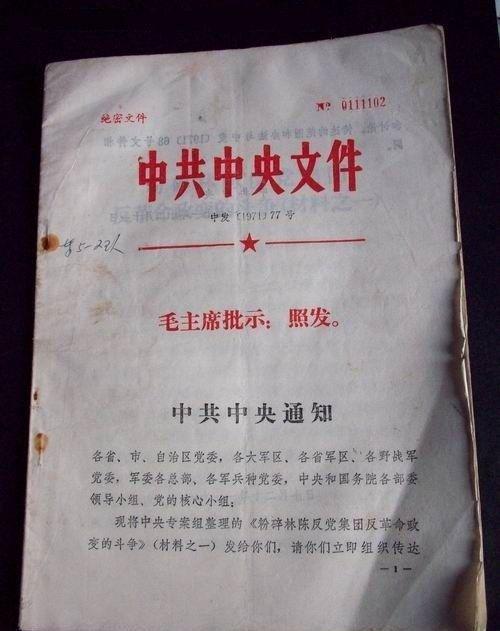 绝密文件
№ 0111102
中共中央文件
中发〔1971〕77号
毛主席批示：照发。
中共中央通知
各省、市、自治区党委，各大军区、各省军区、各野战军
党委，军委各总部、各军兵种党委，中央和国务院各部委
领导小组、党的核心小组：
现将中央专案组整理的《粉碎林陈反党集团反革命政
变的斗争》（材料之一）发给你们，请你们立即组织传达
—1—